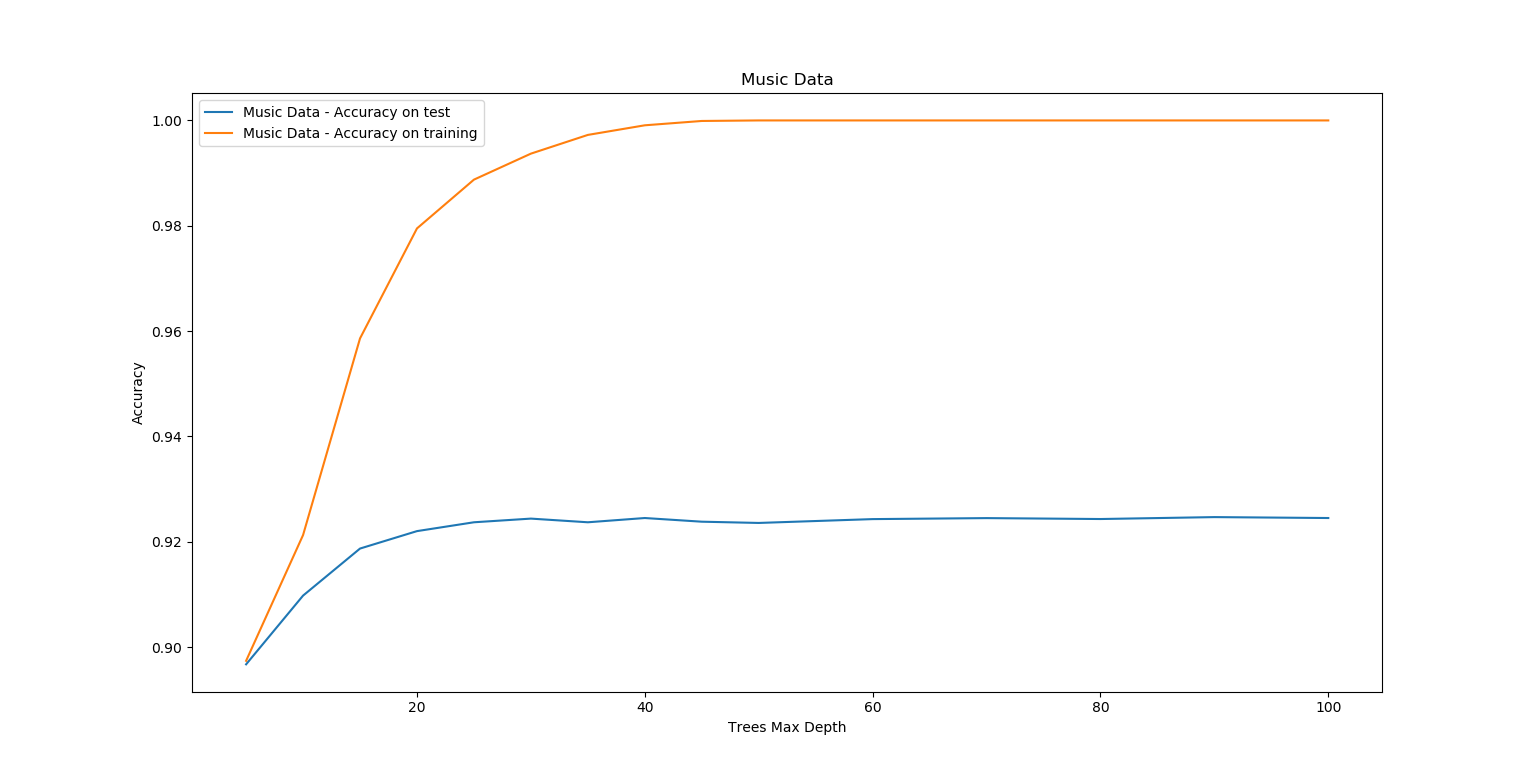 Music Data
Music Data - Accuracy on test
Music Data - Accuracy on training
1.00
0.98
0.96
0.94
0.92
0.90
Accuracy
20 40 60 80 100
Trees Max Depth